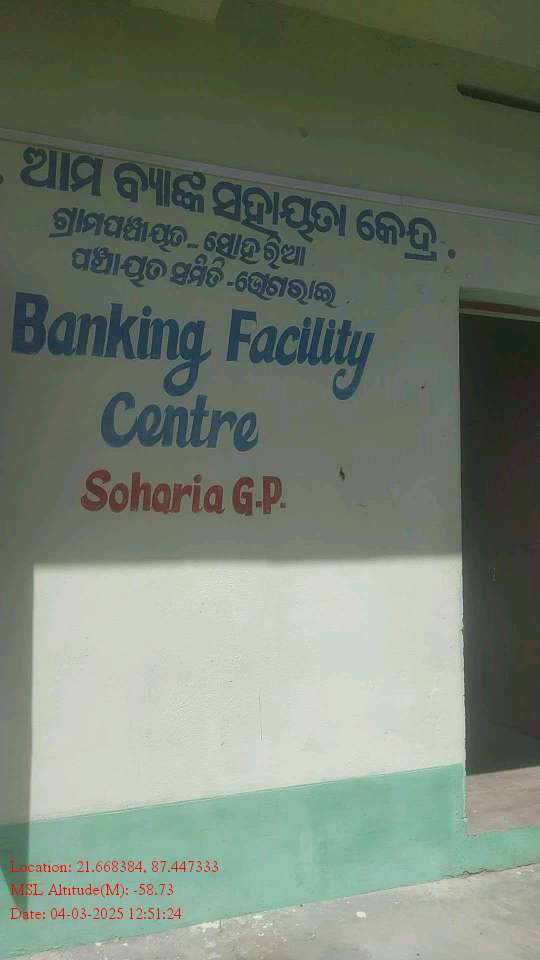 ଆମ ବ୍ୟାଙ୍କ ସହାୟତା କେନ୍ଦ୍ର.
ଗ୍ରାମପଞ୍ଚାୟତ- ସୋହରିଆ
ପଞ୍ଚାୟତ ସମିତି -ଭୋଗରାଇ
Banking Facility
Centre
Soharia G.P.
Location: 21.668384, 87.447333
MSL Altitude(M): -58.73
Date: 04-03-2025 12:51:24